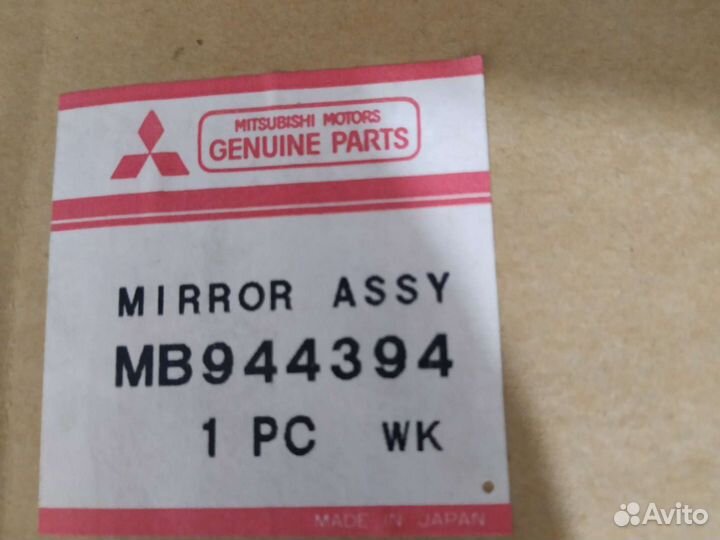 MITSUBISHI MOTORS
GENUINE PARTS
MIRROR ASSY
MB944394
1 PC WK
MADE IN JAPAN
Avito